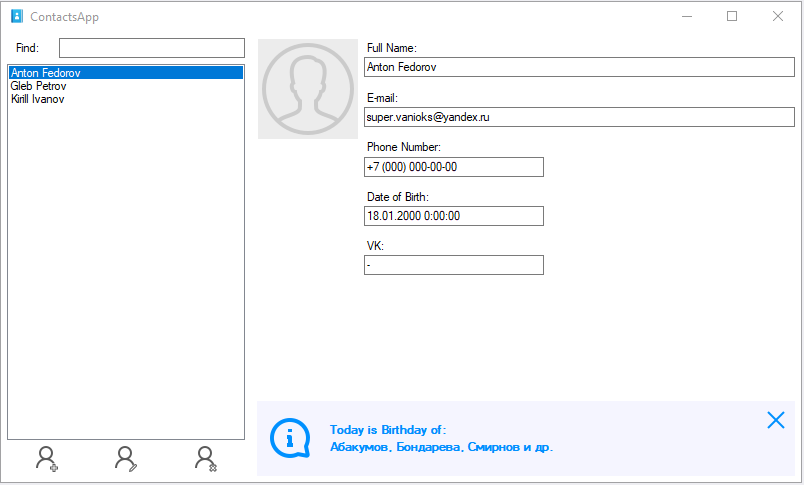 ContactsApp
Find:
Anton Fedorov
Gleb Petrov
Kirill Ivanov
Full Name:
Anton Fedorov
E-mail:
super.vanioks@yandex.ru
Phone Number:
+7 (000) 000-00-00
Date of Birth:
18.01.2000 0:00:00
VK:
-
Today is Birthday of:
Абакумов, Бондарева, Смирнов и др.